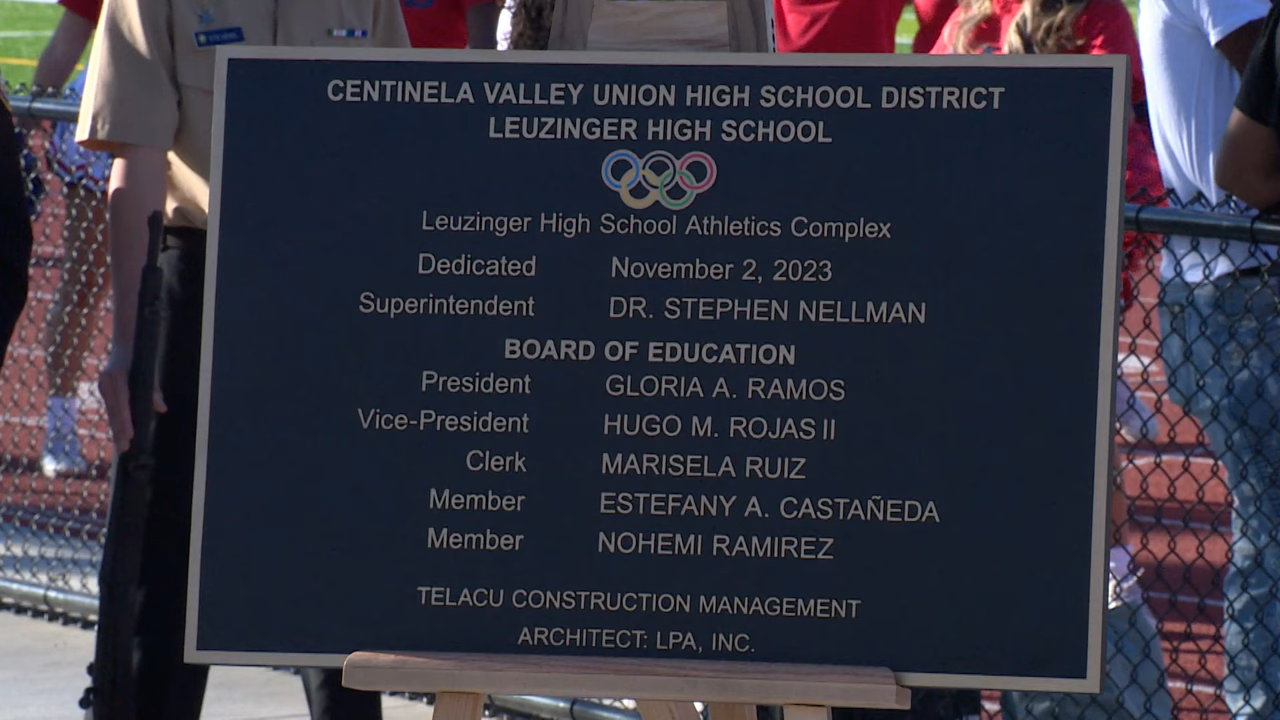 CENTINELA VALLEY UNION HIGH SCHOOL DISTRICT
LEUZINGER HIGH SCHOOL
Leuzinger High School Athletics Complex
Dedicated November 2, 2023
Superintendent DR. STEPHEN NELLMAN
BOARD OF EDUCATION
President GLORIA A. RAMOS
Vice-President HUGO M. ROJAS II
Clerk MARISELA RUIZ
Member ESTEFANY A. CASTAÑEDA
Member NOHEMI RAMIREZ
TELACU CONSTRUCTION MANAGEMENT
ARCHITECT: LPA, INC.